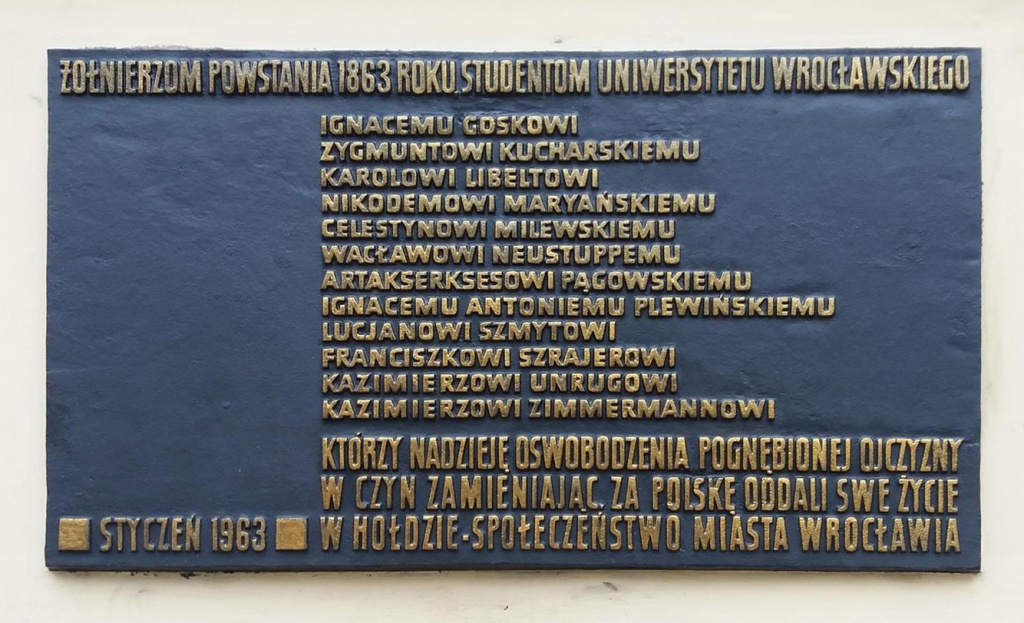 ŻOŁNIERZOM POWSTANIA 1863 ROKU, STUDENTOM UNIWERSYTETU WROCŁAWSKIEGO
IGNACEMU GOSKOWI
ZYGMUNTOWI KUCHARSKIEMU
KAROLOWI LIBELTOWI
NIKODEMOWI MARYAŃSKIEMU
CELESTYNOWI MILEWSKIEMU
WACŁAWOWI NEUSTUPPEMU
ARTAKSERKSESOWI PĄGOWSKIEMU
IGNACEMU ANTONIEMU PLEWIŃSKIEMU
LUCJANOWI SZMYTOWI
FRANCISZKOWI SZRAJEROWI
KAZIMIERZOWI UNRUGOWI
KAZIMIERZOWI ZIMMERMANNOWI
KTÓRZY NADZIEJĘ OSWOBODZENIA POGNĘBIONEJ OJCZYZNY
W CZYN ZAMIENIAJĄC, ZA POLSKĘ ODDALI SWE ŻYCIE
STYCZEŃ 1963 W HOŁDZIE-SPOŁECZEŃSTWO MIASTA WROCŁAWIA